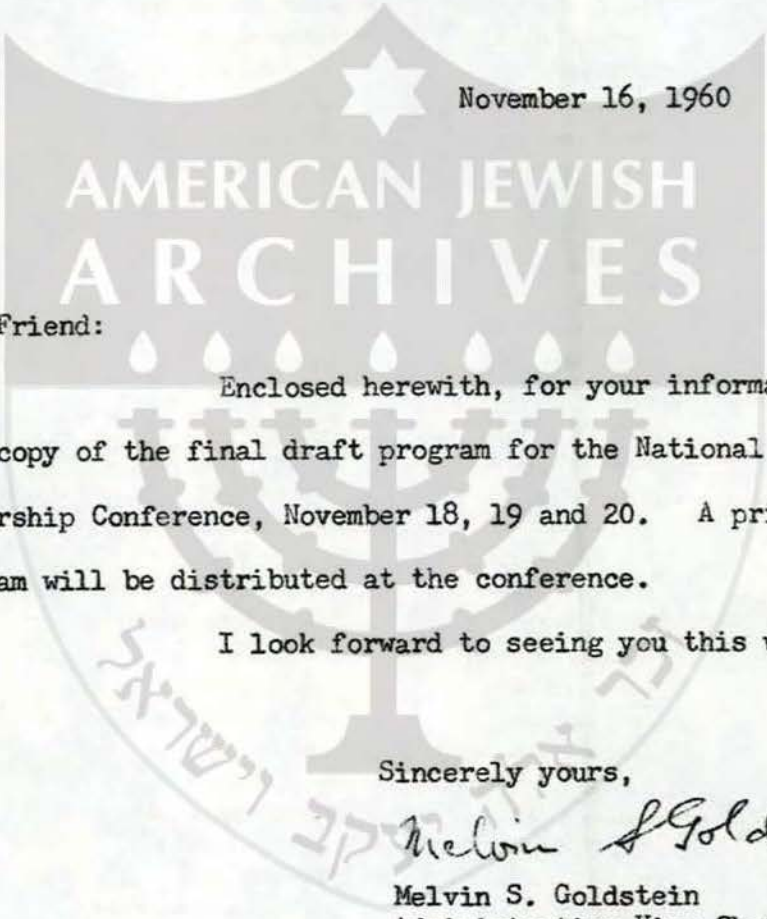 November 16, 1960
AMERICAN JEWISH
ARCHIVES
Friend:
Enclosed herewith, for your informa
copy of the final draft program for the National
rship Conference, November 18, 19 and 20. A pri
am will be distributed at the conference.
I look forward to seeing you this w
Sincerely yours,
Melvin S Gold
Melvin S. Goldstein